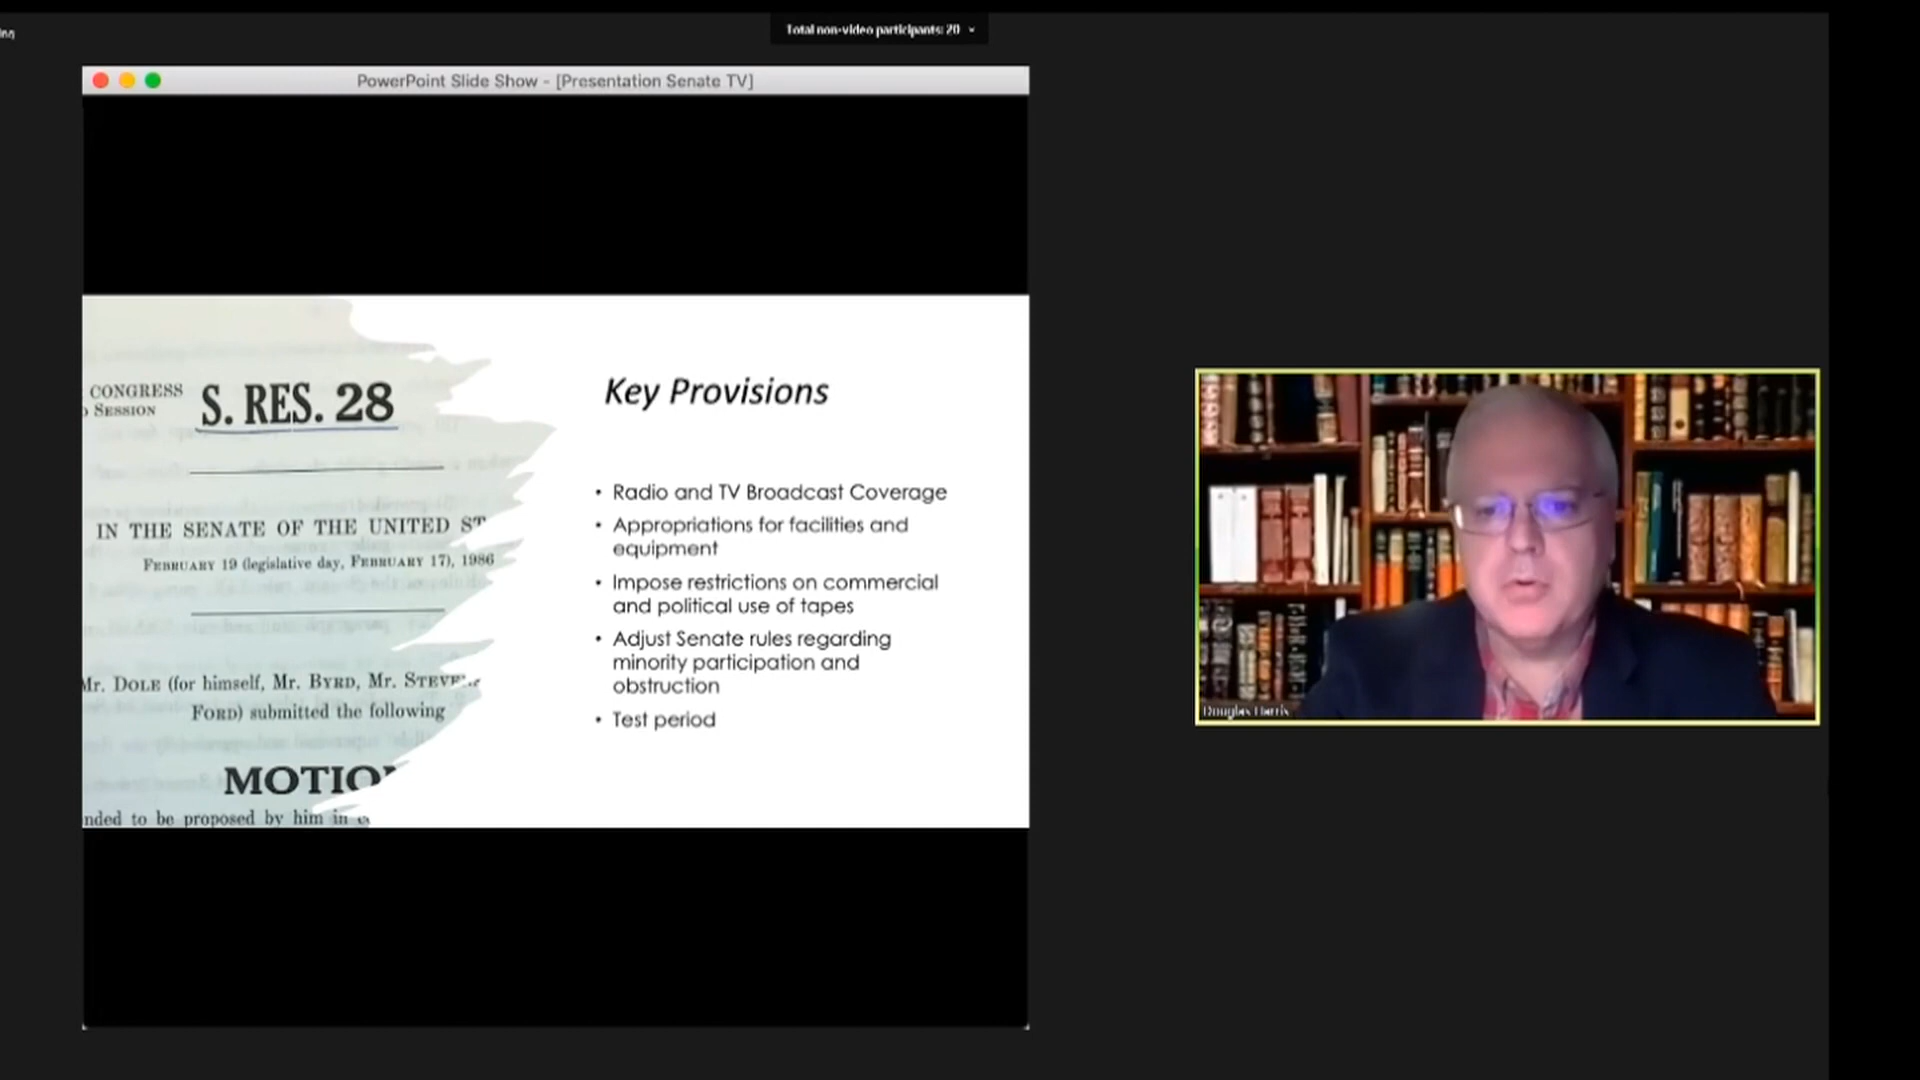 Total non-video participants: 20
PowerPoint Slide Show - [Presentation Senate TV]
CONGRESS
SESSION
S. RES. 28
IN THE SENATE OF THE UNITED
FEBRUARY 19 (legislative day, FEBRUARY 17), 1986
Mr. DOLE (for himself, Mr. BYRD, Mr.
FORD) submitted the following
nded to be proposed by him in
Key Provisions
• Radio and TV Broadcast Coverage
• Appropriations for facilities and
equipment
• Impose restrictions on commercial
and political use of tapes
• Adjust Senate rules regarding
minority participation and
obstruction
• Test period
Douglas Harris